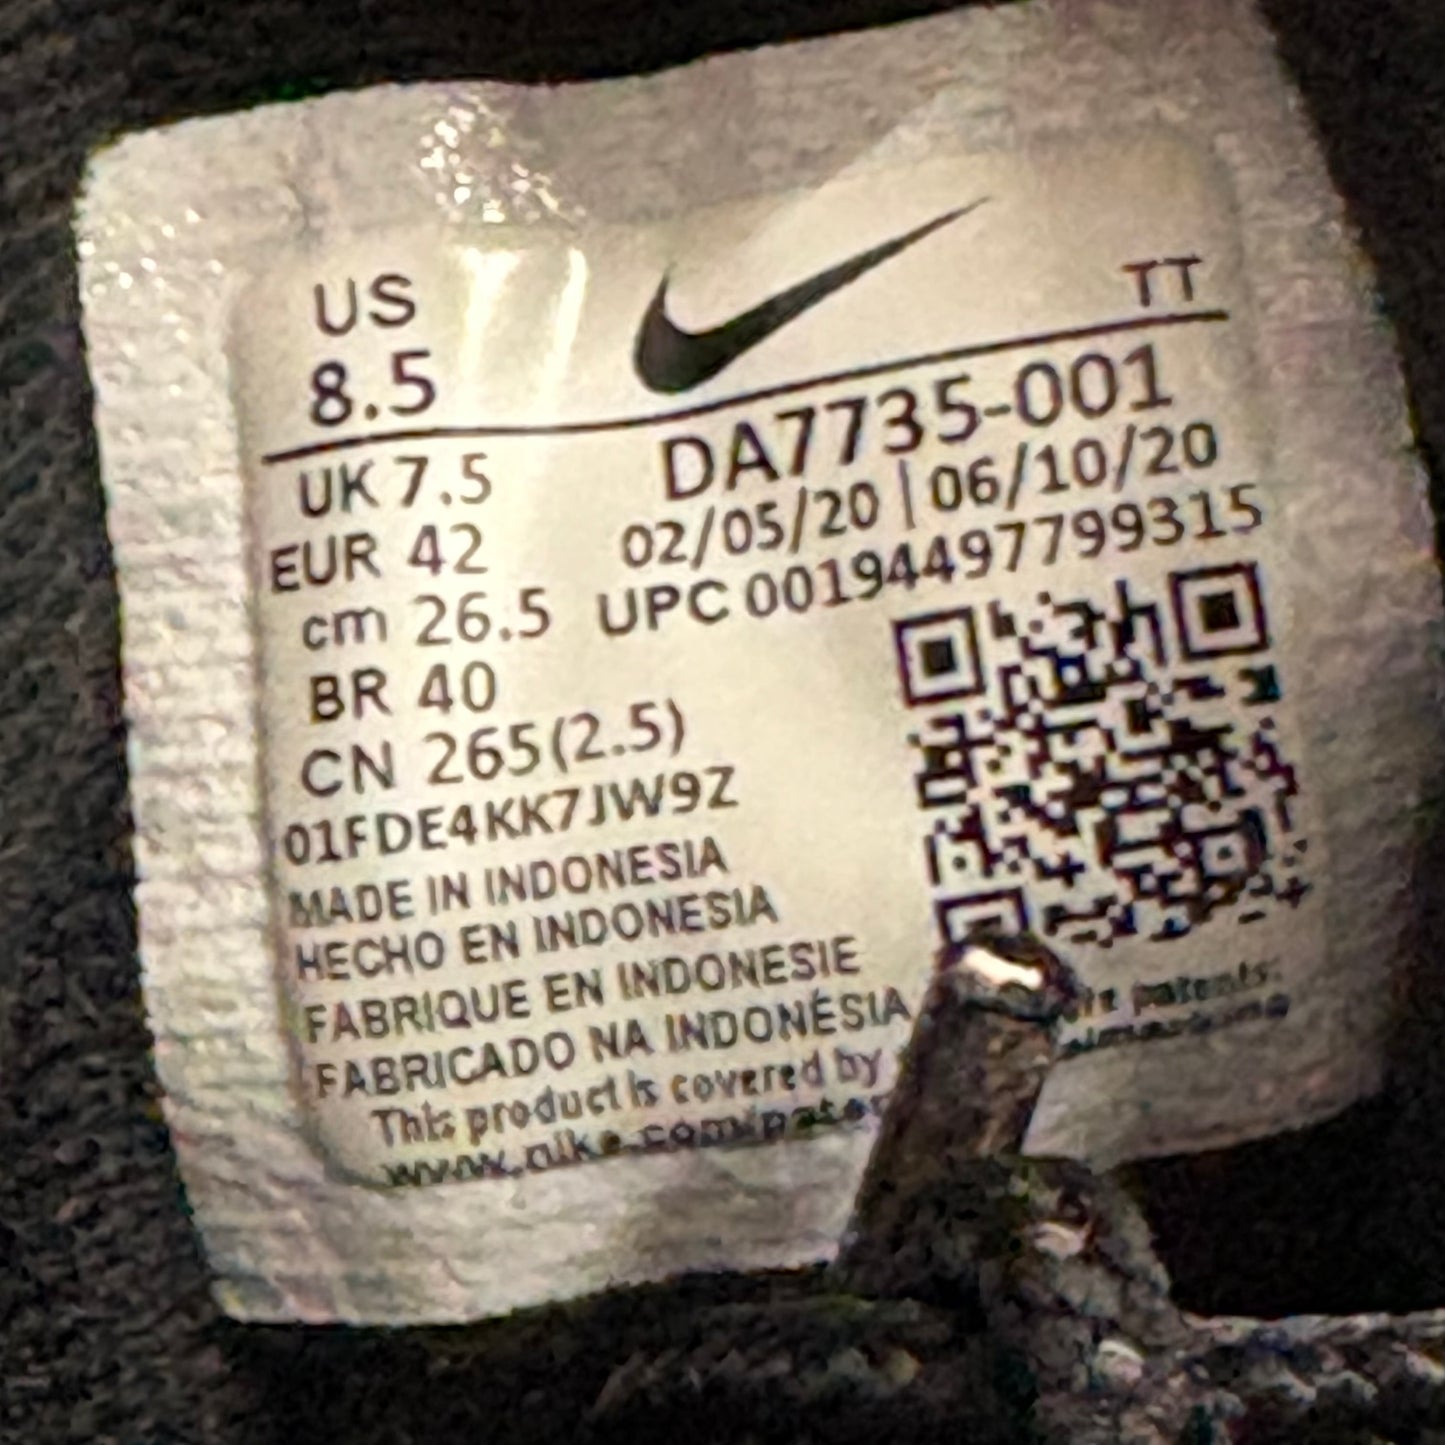 US
8.5
TT
UK 7.5
EUR 42
cm 26.5
BR 40
CN 265(2.5)
DA7735-001
02/05/20 | 06/10/20
UPC 00194497799315
01FDE4KK7JW9Z
MADE IN INDONESIA
HECHO EN INDONESIA
FABRIQUE EN INDONESIE
FABRICADO NA INDONÉSIA
This product is covered by patents: